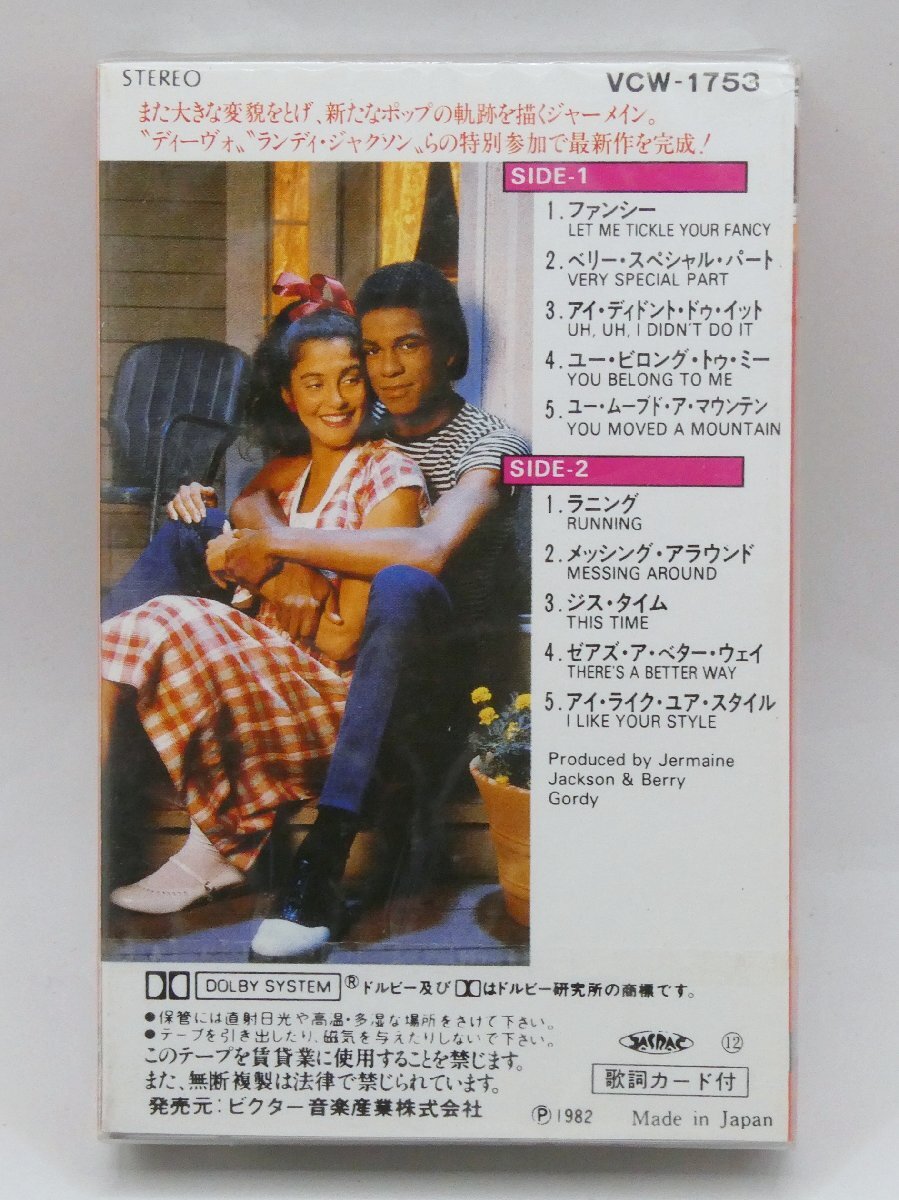 STEREO
VCW-1753
また大きな変貌をとげ、新たなポップの軌跡を描くジャーメイン。
〝ディーヴォ〟〝ランディ・ジャクソン〟らの特別参加で最新作を完成!
SIDE-1
1. ファンシー
LET ME TICKLE YOUR FANCY
2. ベリー・スペシャル・パート
VERY SPECIAL PART
3. アイ・ディドント・ドゥ・イット
UH, UH, I DIDN'T DO IT
4. ユー・ビロング・トゥ・ミー
YOU BELONG TO ME
5. ユー・ムーブド・ア・マウンテン
YOU MOVED A MOUNTAIN
SIDE-2
1. ラニング
RUNNING
2. メッシング・アラウンド
MESSING AROUND
3. ジス・タイム
THIS TIME
4. ゼアズ・ア・ベター・ウェイ
THERE'S A BETTER WAY
5. アイ・ライク・ユア・スタイル
I LIKE YOUR STYLE
Produced by Jermaine
Jackson & Berry
Gordy
DOLBY SYSTEM ® ドルビー及びはドルビー研究所の商標です。
●保管には直射日光や高温・多湿な場所をさけて下さい。
●テープを引き出したり、磁気を与えたりしないで下さい。
このテープを賃貸業に使用することを禁じます。
また、無断複製は法律で禁じられています。
発売元:ビクター音楽産業株式会社
JASRAC ⑫
歌詞カード付
Ⓟ1982 Made in Japan